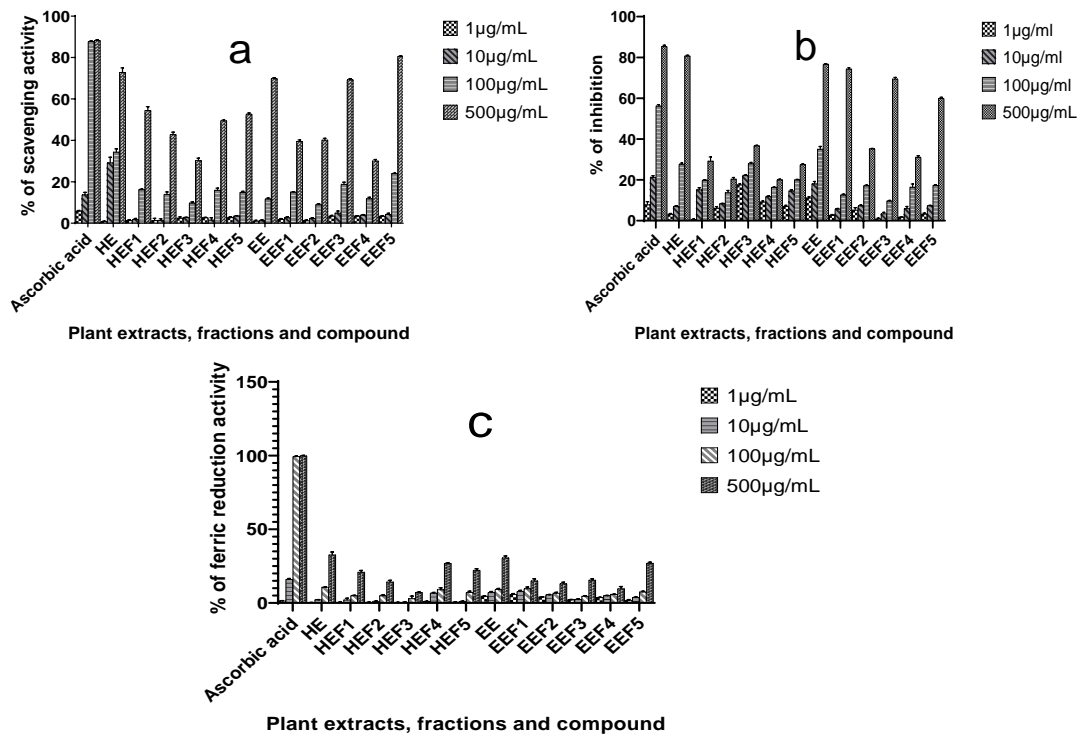 a
% of scavenging activity
100
80
60
40
20
0
1µg/mL
10µg/mL
100µg/mL
500µg/mL
Ascorbic acid
HE
HEF1
HEF2
HEF3
HEF4
HEF5
EE
EEF1
EEF2
EEF3
EEF4
EEF5
Plant extracts, fractions and compound
b
% of inhibition
100
80
60
40
20
0
1µg/ml
10µg/ml
100µg/ml
500µg/mL
Ascorbic acid
HE
HEF1
HEF2
HEF3
HEF4
HEF5
EE
EEF1
EEF2
EEF3
EEF4
EEF5
Plant extracts, fractions and compound
c
% of ferric reduction activity
150
100
50
0
1µg/mL
10µg/mL
100µg/mL
500µg/mL
Ascorbic acid
HE
HEF1
HEF2
HEF3
HEF4
HEF5
EE
EEF1
EEF2
EEF3
EEF4
EEF5
Plant extracts, fractions and compound